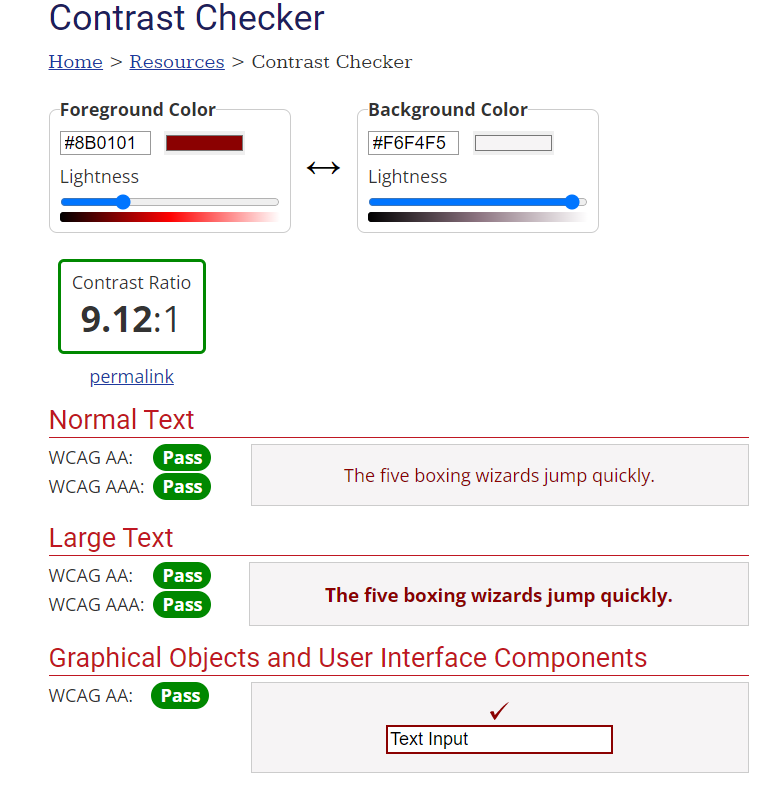 Contrast Checker
Home > Resources > Contrast Checker
Foreground Color
Background Color
#8B0101
#F6F4F5
Lightness
Lightness
Contrast Ratio
9.12:1
permalink
Normal Text
WCAG AA: Pass
WCAG AAA: Pass
The five boxing wizards jump quickly.
Large Text
WCAG AA: Pass
WCAG AAA: Pass
The five boxing wizards jump quickly.
Graphical Objects and User Interface Components
WCAG AA: Pass
Text Input